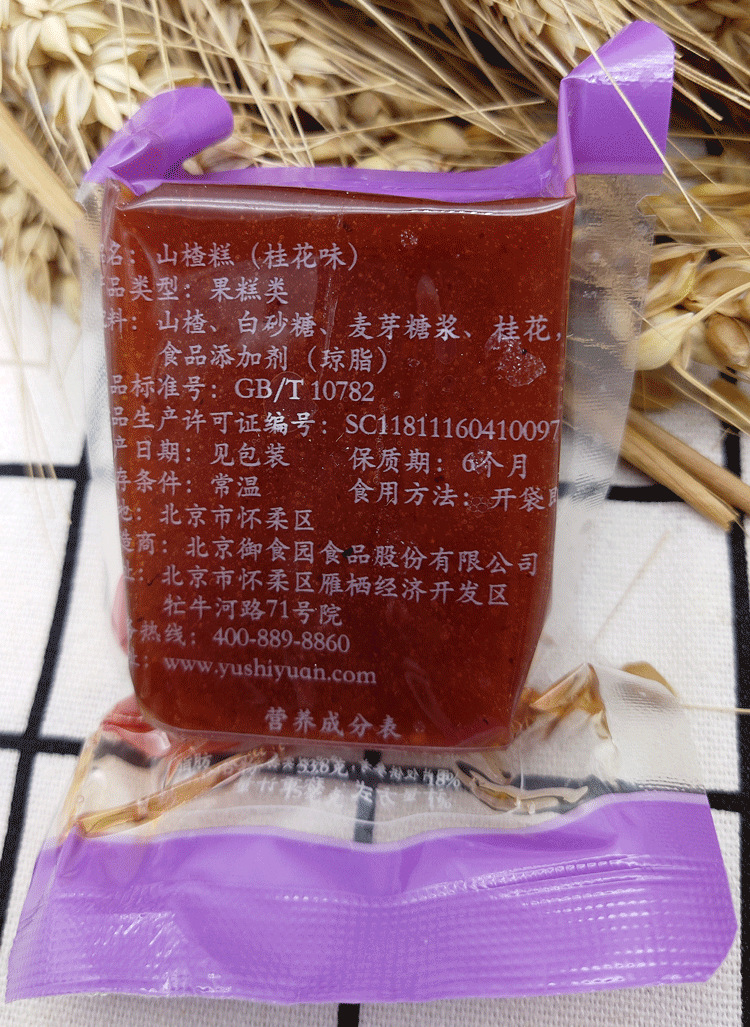 名：山楂糕（桂花味）
品类型：果糕类
料：山楂、白砂糖、麦芽糖浆、桂花，
食品添加剂（琼脂）
品标准号：GB/T 10782
品生产许可证编号：SC11811160410097
产日期：见包装 保质期：6个月
存条件：常温 食用方法：开袋即
地：北京市怀柔区
造商：北京御食园食品股份有限公司
址：北京市怀柔区雁栖经济开发区
牤牛河路71号院
务热线：400-889-8860
www.yushiyuan.com
营养成分表
53.8克 18%